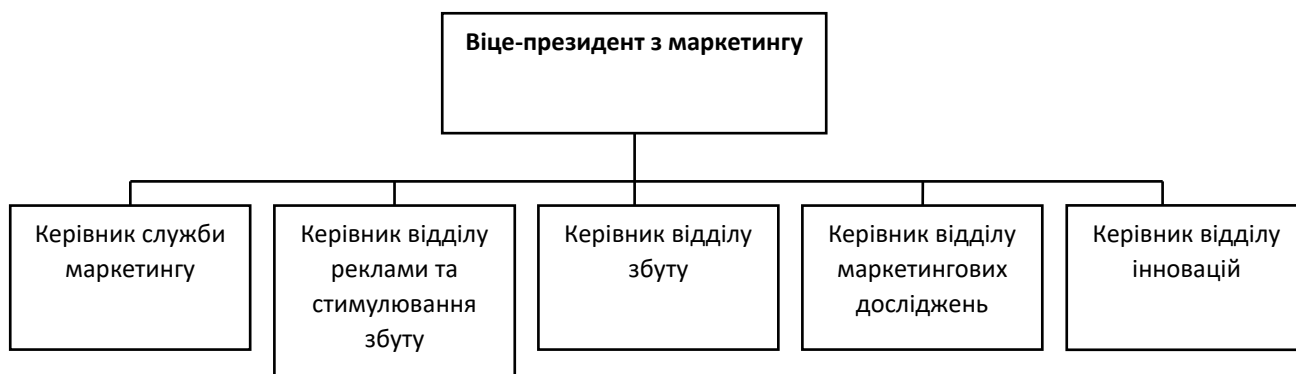 Віце-президент з маркетингу
Керівник служби
маркетингу
Керівник відділу
реклами та
стимулювання
збуту
Керівник відділу
збуту
Керівник відділу
маркетингових
досліджень
Керівник відділу
інновацій